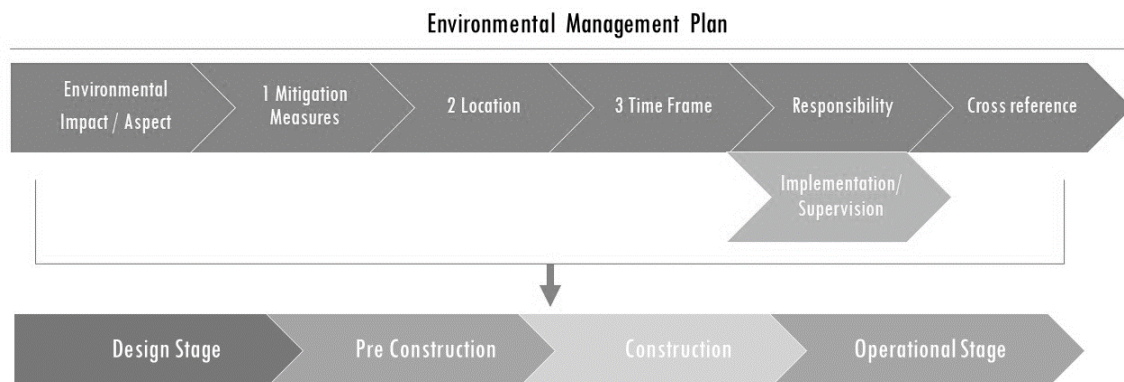 Environmental Management Plan
Environmental
Impact / Aspect
1 Mitigation
Measures
2 Location
3 Time Frame
Responsibility
Cross reference
Implementation/
Supervision
Design Stage
Pre Construction
Construction
Operational Stage